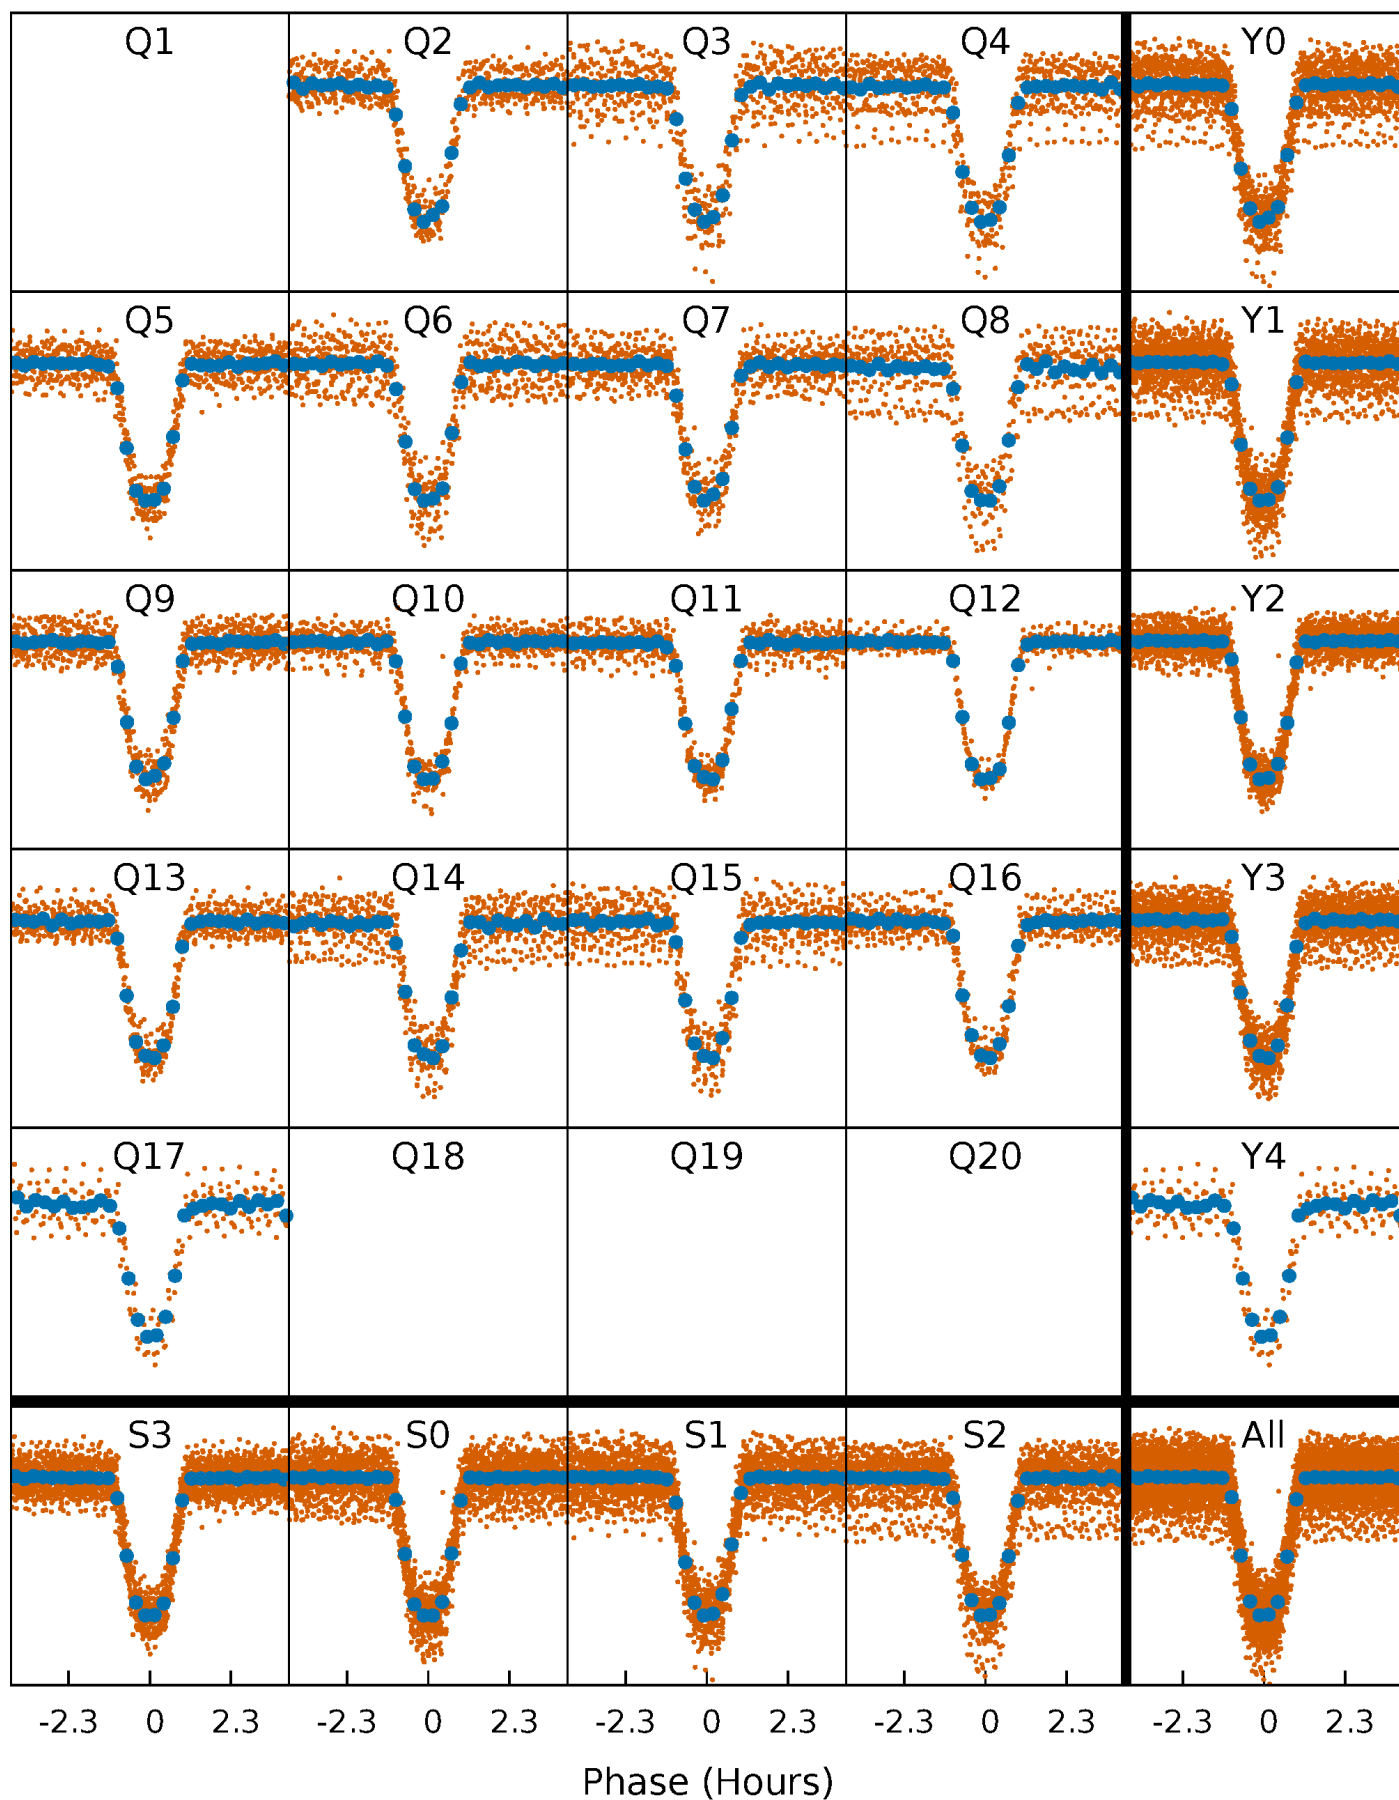 Q1 Q2 Q3 Q4 Y0
Q5 Q6 Q7 Q8 Y1
Q9 Q10 Q11 Q12 Y2
Q13 Q14 Q15 Q16 Y3
Q17 Q18 Q19 Q20 Y4
S3 S0 S1 S2 All
-2.3 0 2.3 -2.3 0 2.3 -2.3 0 2.3 -2.3 0 2.3 -2.3 0 2.3
Phase (Hours)